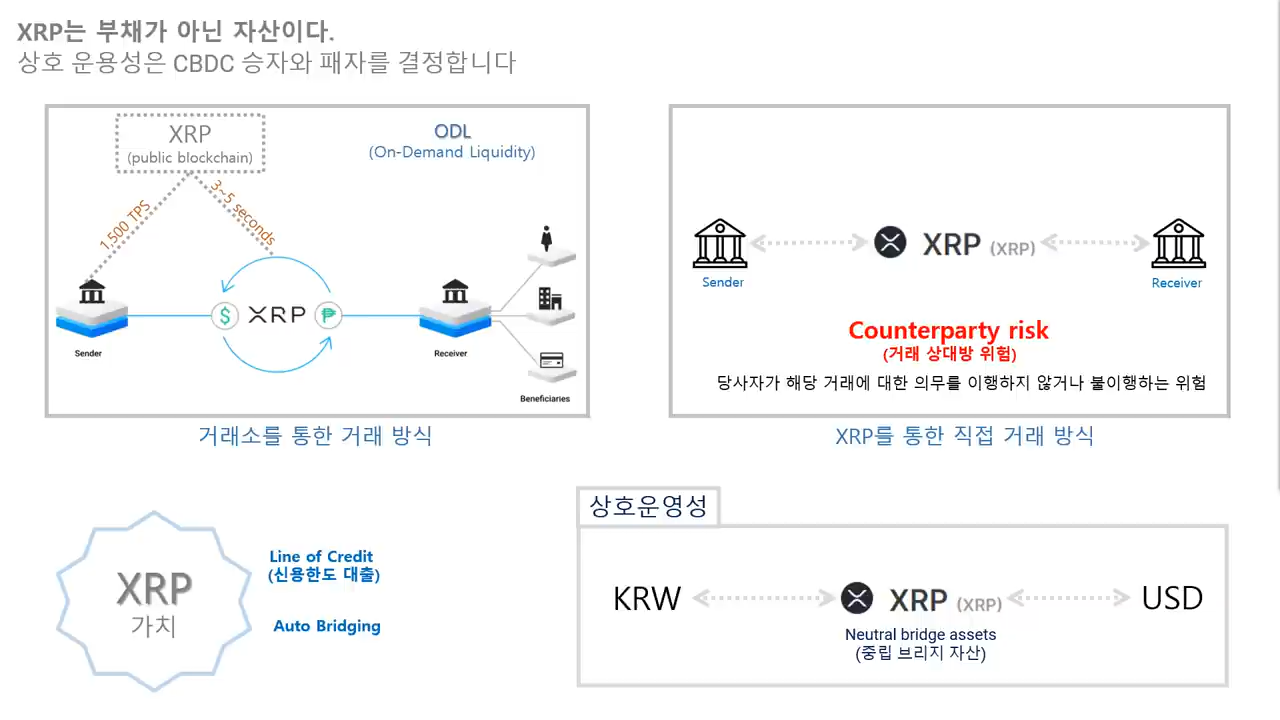 XRP는 부채가 아닌 자산이다.
상호 운용성은 CBDC 승자와 패자를 결정합니다
XRP
(public blockchain)
ODL
(On-Demand Liquidity)
1,500 TPS
3~5 seconds
$ XRP ₱
Sender
Receiver
Beneficiaries
거래소를 통한 거래 방식
XRP (XRP)
Sender
Receiver
Counterparty risk
(거래 상대방 위험)
당사자가 해당 거래에 대한 의무를 이행하지 않거나 불이행하는 위험
XRP를 통한 직접 거래 방식
XRP
가치
Line of Credit
(신용한도 대출)
Auto Bridging
상호운영성
KRW XRP (XRP) USD
Neutral bridge assets
(중립 브리지 자산)